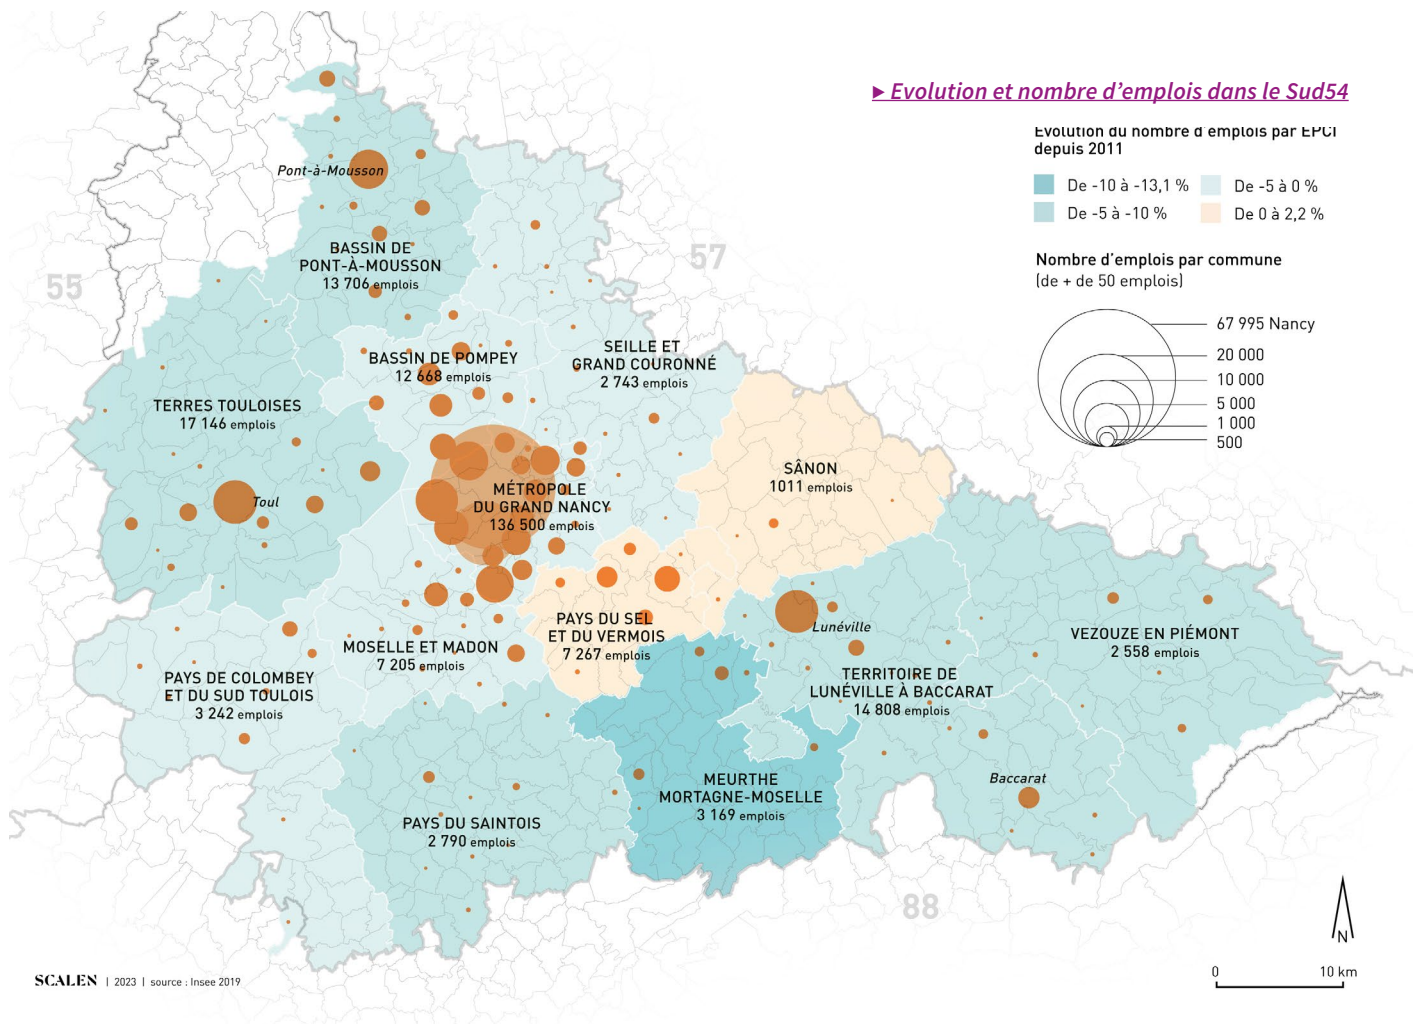 ▶ Evolution et nombre d'emplois dans le Sud54
Evolution du nombre d'emplois par EPCI
depuis 2011
De -10 à -13,1 %
De -5 à 0 %
De -5 à -10 %
De 0 à 2,2 %
Nombre d'emplois par commune
(de + de 50 emplois)
67 995 Nancy
20 000
10 000
5 000
1 000
500
55
57
88
Pont-à-Mousson
BASSIN DE
PONT-À-MOUSSON
13 706 emplois
BASSIN DE POMPEY
12 668 emplois
SEILLE ET
GRAND COURONNÉ
2 743 emplois
TERRES TOULOISES
17 146 emplois
Toul
MÉTROPOLE
DU GRAND NANCY
136 500 emplois
SÂNON
1011 emplois
PAYS DU SEL
ET DU VERMOIS
7 267 emplois
MOSELLE ET MADON
7 205 emplois
Lunéville
VEZOUZE EN PIÉMONT
2 558 emplois
PAYS DE COLOMBEY
ET DU SUD TOULOIS
3 242 emplois
TERRITOIRE DE
LUNÉVILLE À BACCARAT
14 808 emplois
Baccarat
MEURTHE
MORTAGNE-MOSELLE
3 169 emplois
PAYS DU SAINTOIS
2 790 emplois
N
0 10 km
SCALEN | 2023 | source : Insee 2019